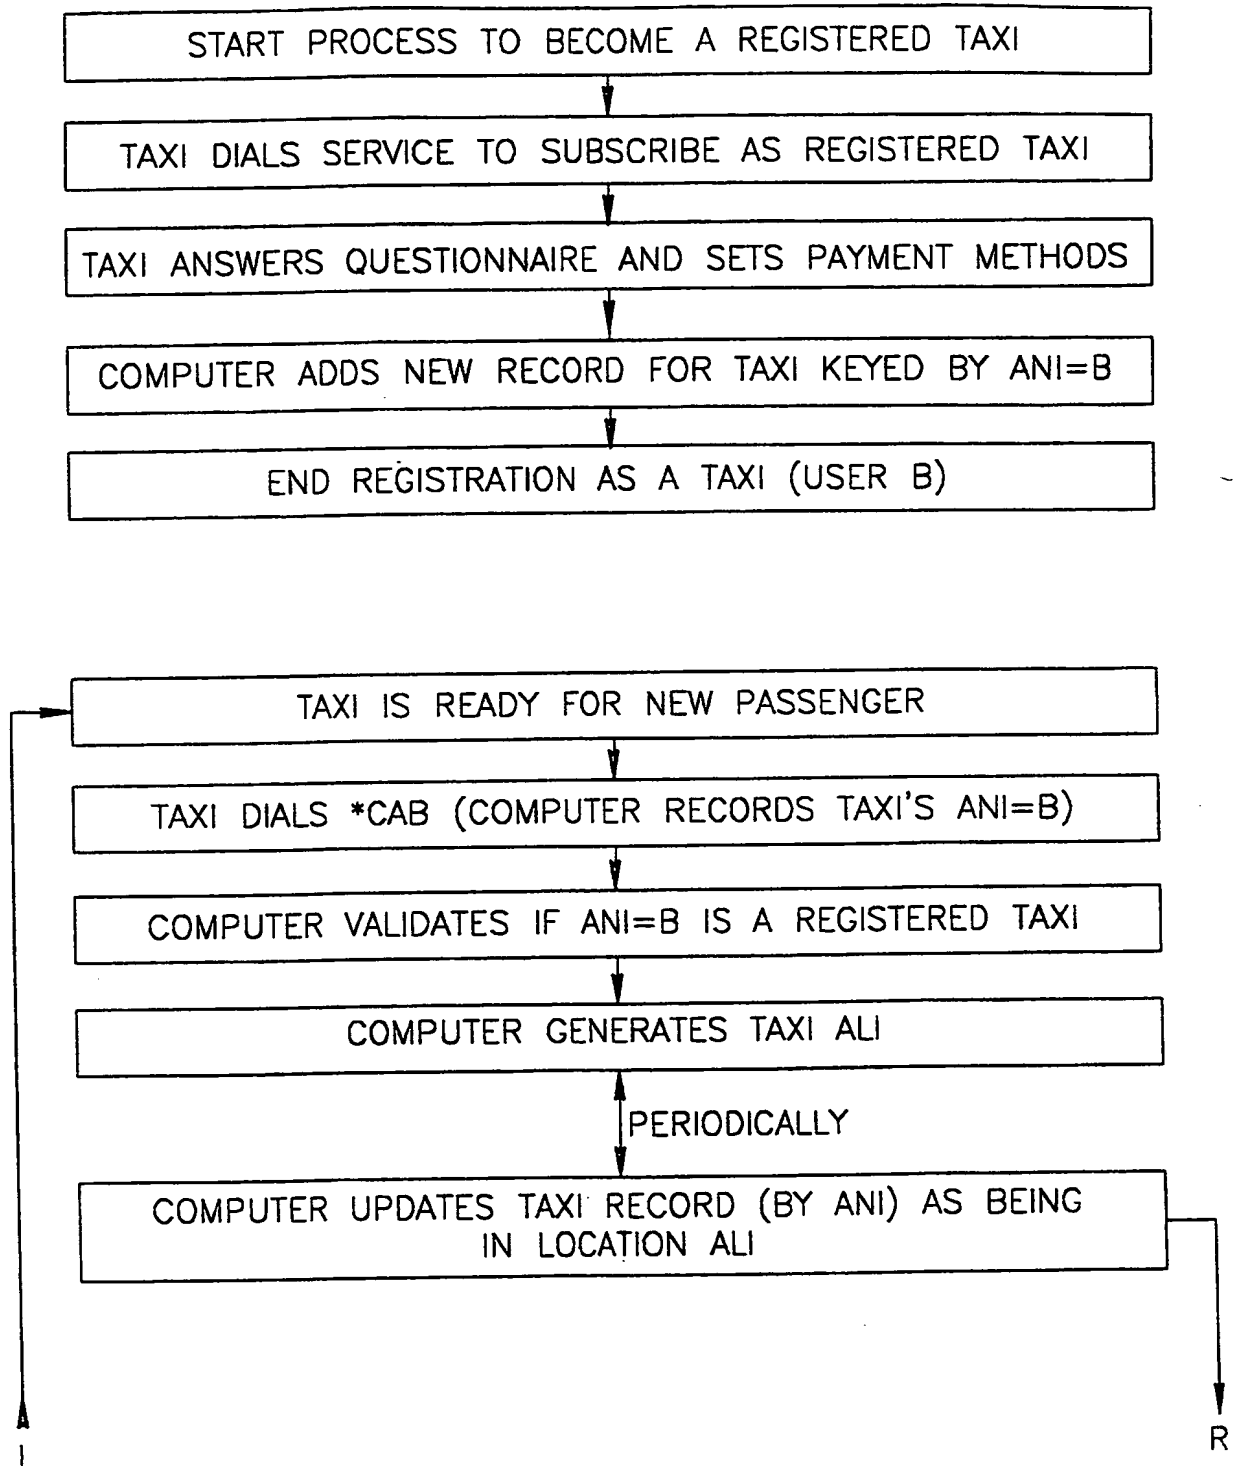 START PROCESS TO BECOME A REGISTERED TAXI
TAXI DIALS SERVICE TO SUBSCRIBE AS REGISTERED TAXI
TAXI ANSWERS QUESTIONNAIRE AND SETS PAYMENT METHODS
COMPUTER ADDS NEW RECORD FOR TAXI KEYED BY ANI=B
END REGISTRATION AS A TAXI (USER B)
TAXI IS READY FOR NEW PASSENGER
TAXI DIALS *CAB (COMPUTER RECORDS TAXI'S ANI=B)
COMPUTER VALIDATES IF ANI=B IS A REGISTERED TAXI
COMPUTER GENERATES TAXI ALI
PERIODICALLY
COMPUTER UPDATES TAXI RECORD (BY ANI) AS BEING
IN LOCATION ALI
R